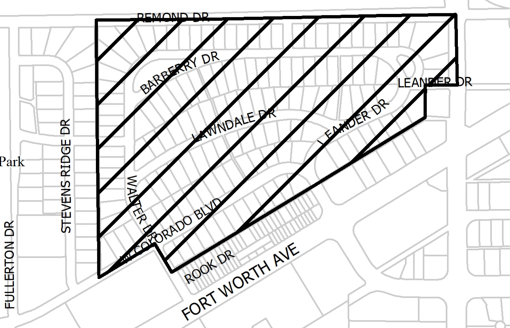 REMOND DR
BARBERRY DR
LEANDER DR
LEANDER DR
LAWNDALE DR
STEVENS RIDGE DR
Park
WALTER DR
COLORADO BLVD
FULLERTON DR
ROOK DR
FORT WORTH AVE